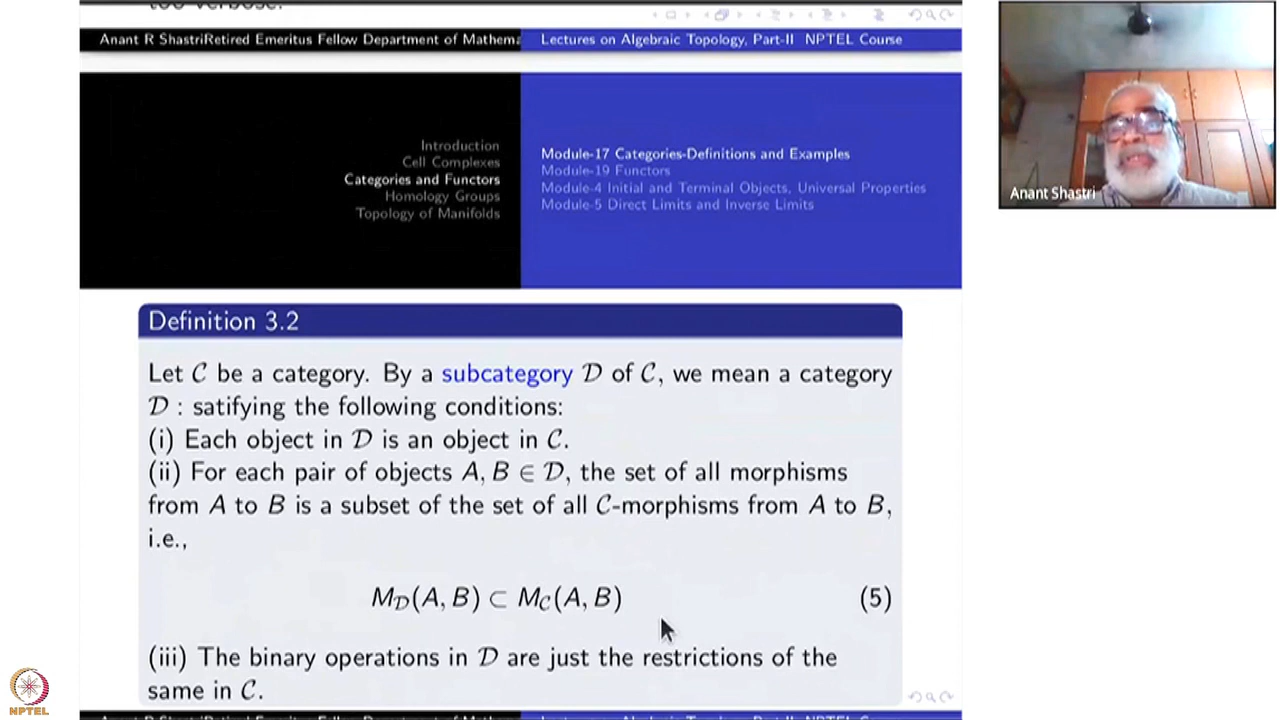 too verbose.
Anant R ShastriRetired Emeritus Fellow Department of Mathema
Lectures on Algebraic Topology, Part-II NPTEL Course
Introduction
Cell Complexes
Categories and Functors
Homology Groups
Topology of Manifolds
Module-17 Categories-Definitions and Examples
Module-19 Functors
Module-4 Initial and Terminal Objects, Universal Properties
Module-5 Direct Limits and Inverse Limits
Anant Shastri
Definition 3.2
Let 𝒞 be a category. By a subcategory 𝒟 of 𝒞, we mean a category
𝒟 : satifying the following conditions:
(i) Each object in 𝒟 is an object in 𝒞.
(ii) For each pair of objects A, B ∈ 𝒟, the set of all morphisms
from A to B is a subset of the set of all 𝒞-morphisms from A to B,
i.e.,
M_𝒟(A, B) ⊂ M_𝒞(A, B) (5)
(iii) The binary operations in 𝒟 are just the restrictions of the
same in 𝒞.
NPTEL